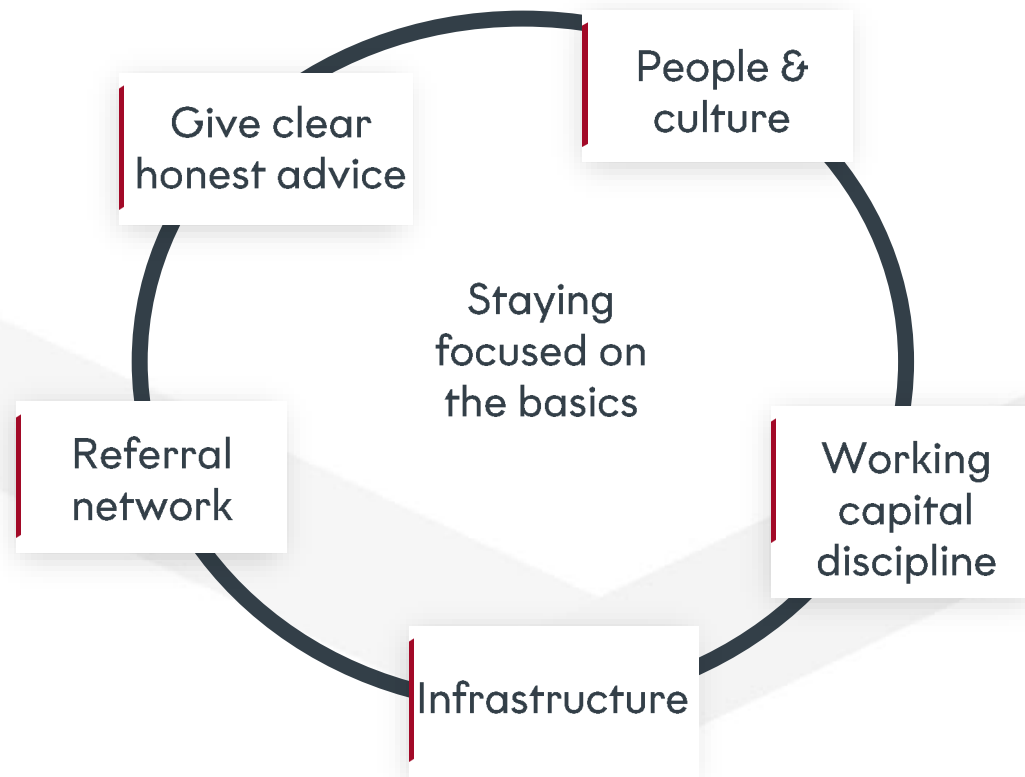 People &
culture
Give clear
honest advice
Staying
focused on
the basics
Referral
network
Working
capital
discipline
Infrastructure